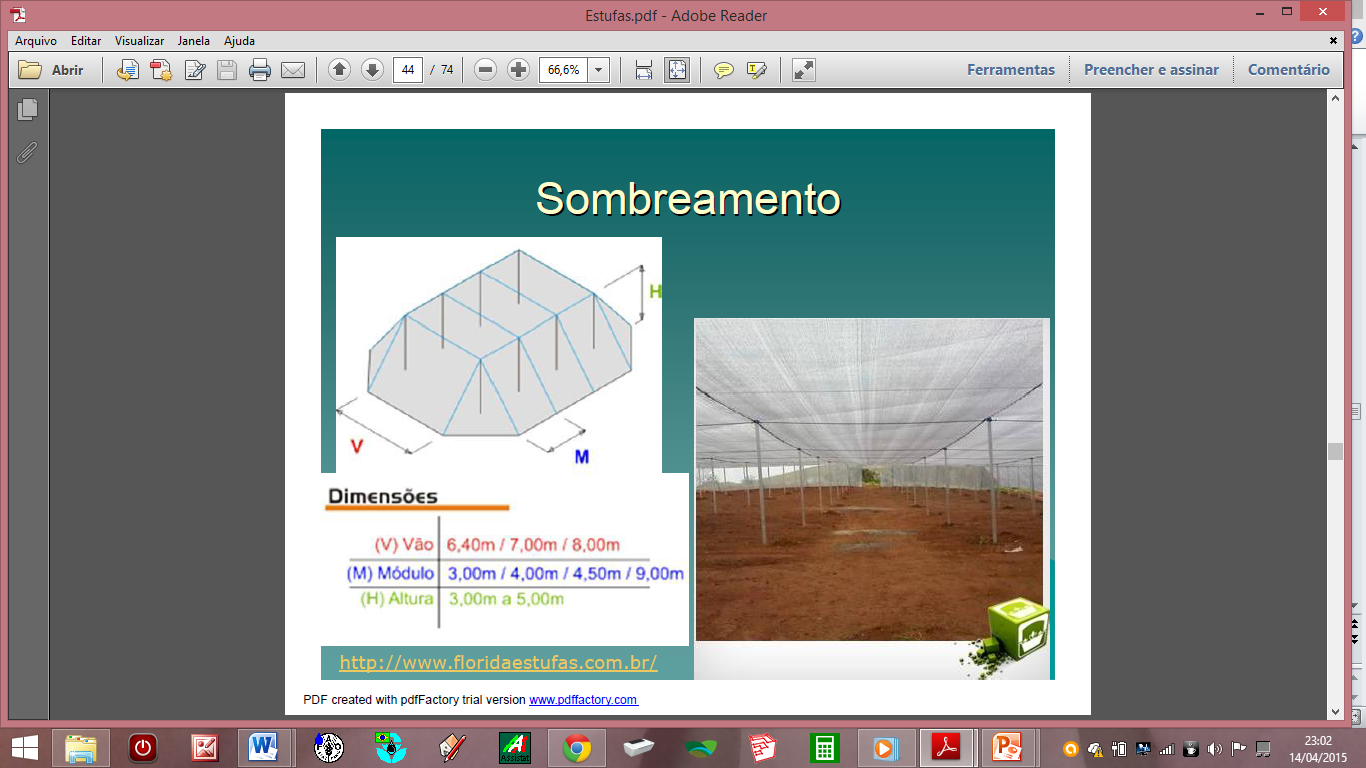 Estufas.pdf - Adobe Reader
Arquivo Editar Visualizar Janela Ajuda
Abrir 44 / 74 66,6% Ferramentas Preencher e assinar Comentário
Sombreamento
H
V
M
Dimensões
(V) Vão 6,40m / 7,00m / 8,00m
(M) Módulo 3,00m / 4,00m / 4,50m / 9,00m
(H) Altura 3,00m a 5,00m
http://www.floridaestufas.com.br/
PDF created with pdfFactory trial version www.pdffactory.com
23:02
14/04/2015